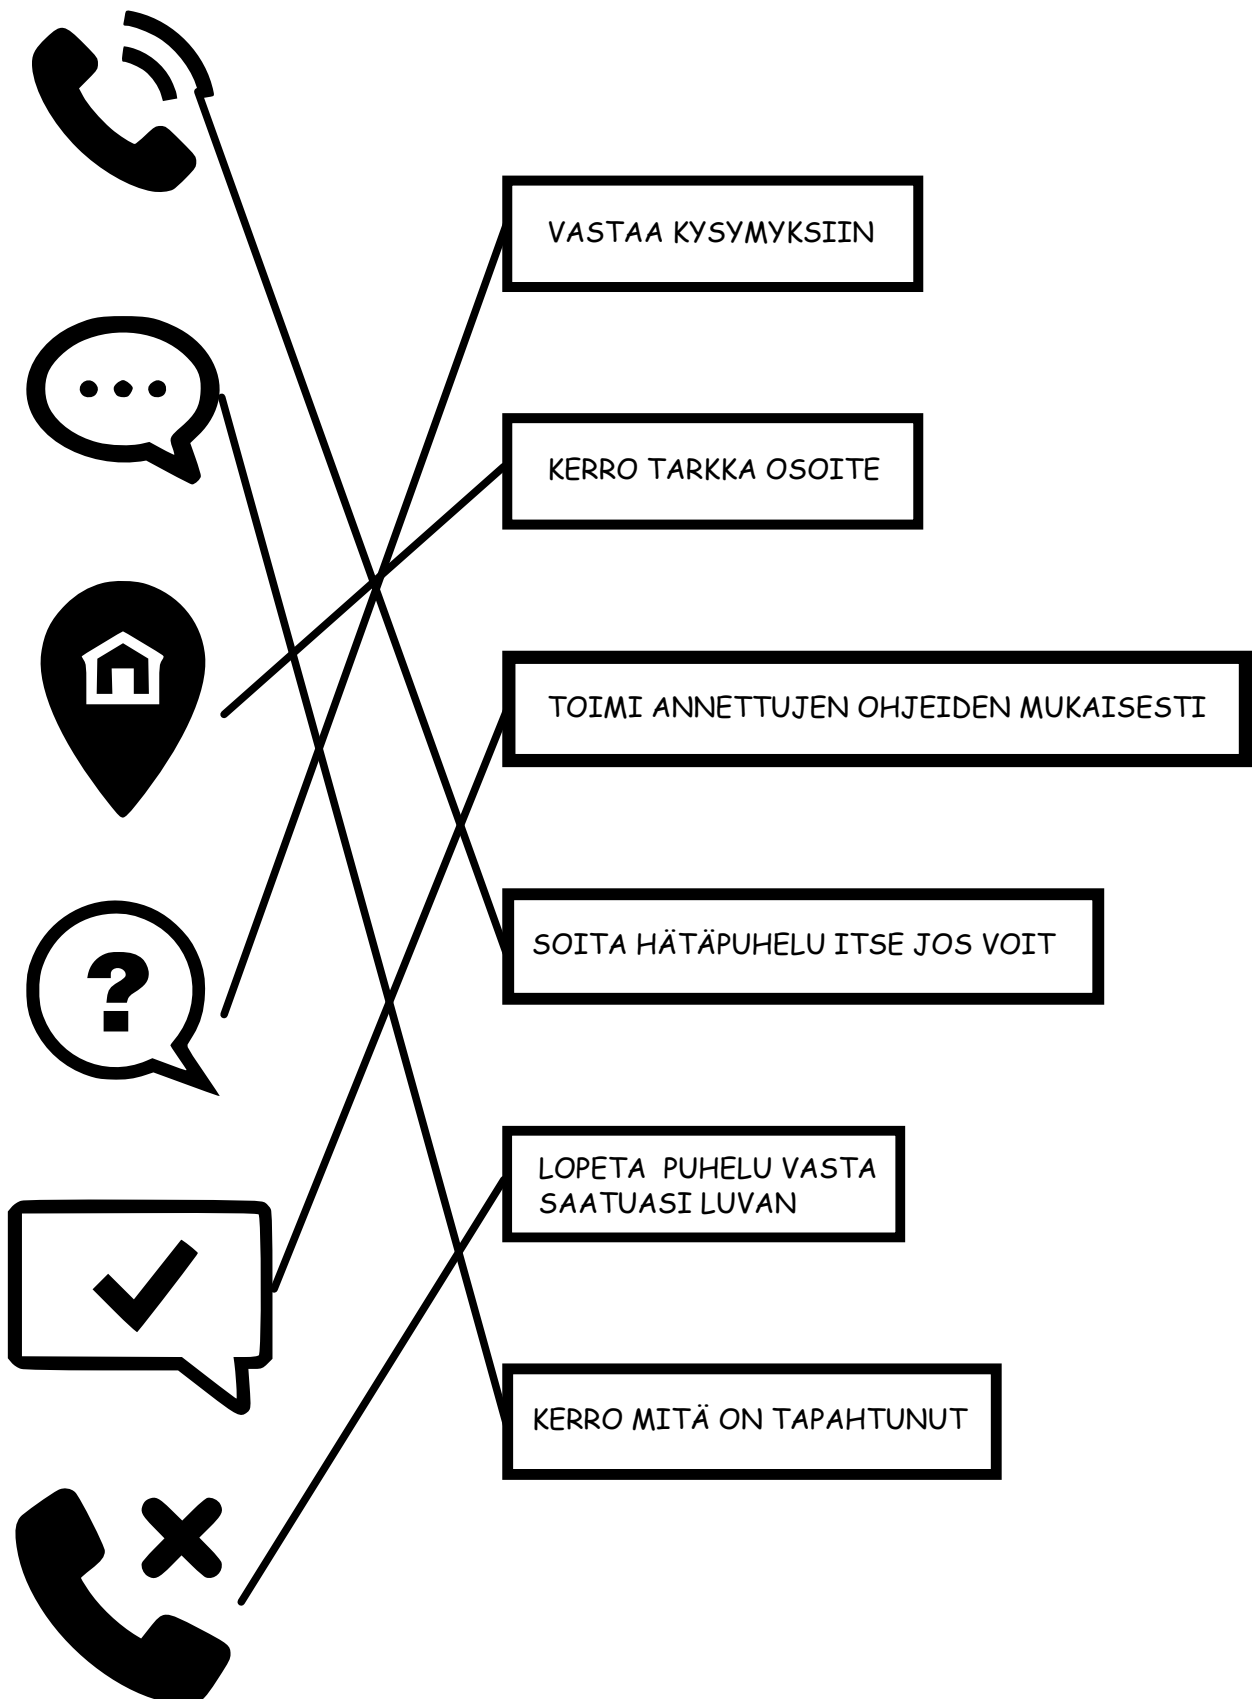 VASTAA KYSYMYKSIIN
KERRO TARKKA OSOITE
TOIMI ANNETTUJEN OHJEIDEN MUKAISESTI
SOITA HÄTÄPUHELU ITSE JOS VOIT
LOPETA PUHELU VASTA
SAATUASI LUVAN
KERRO MITÄ ON TAPAHTUNUT
?